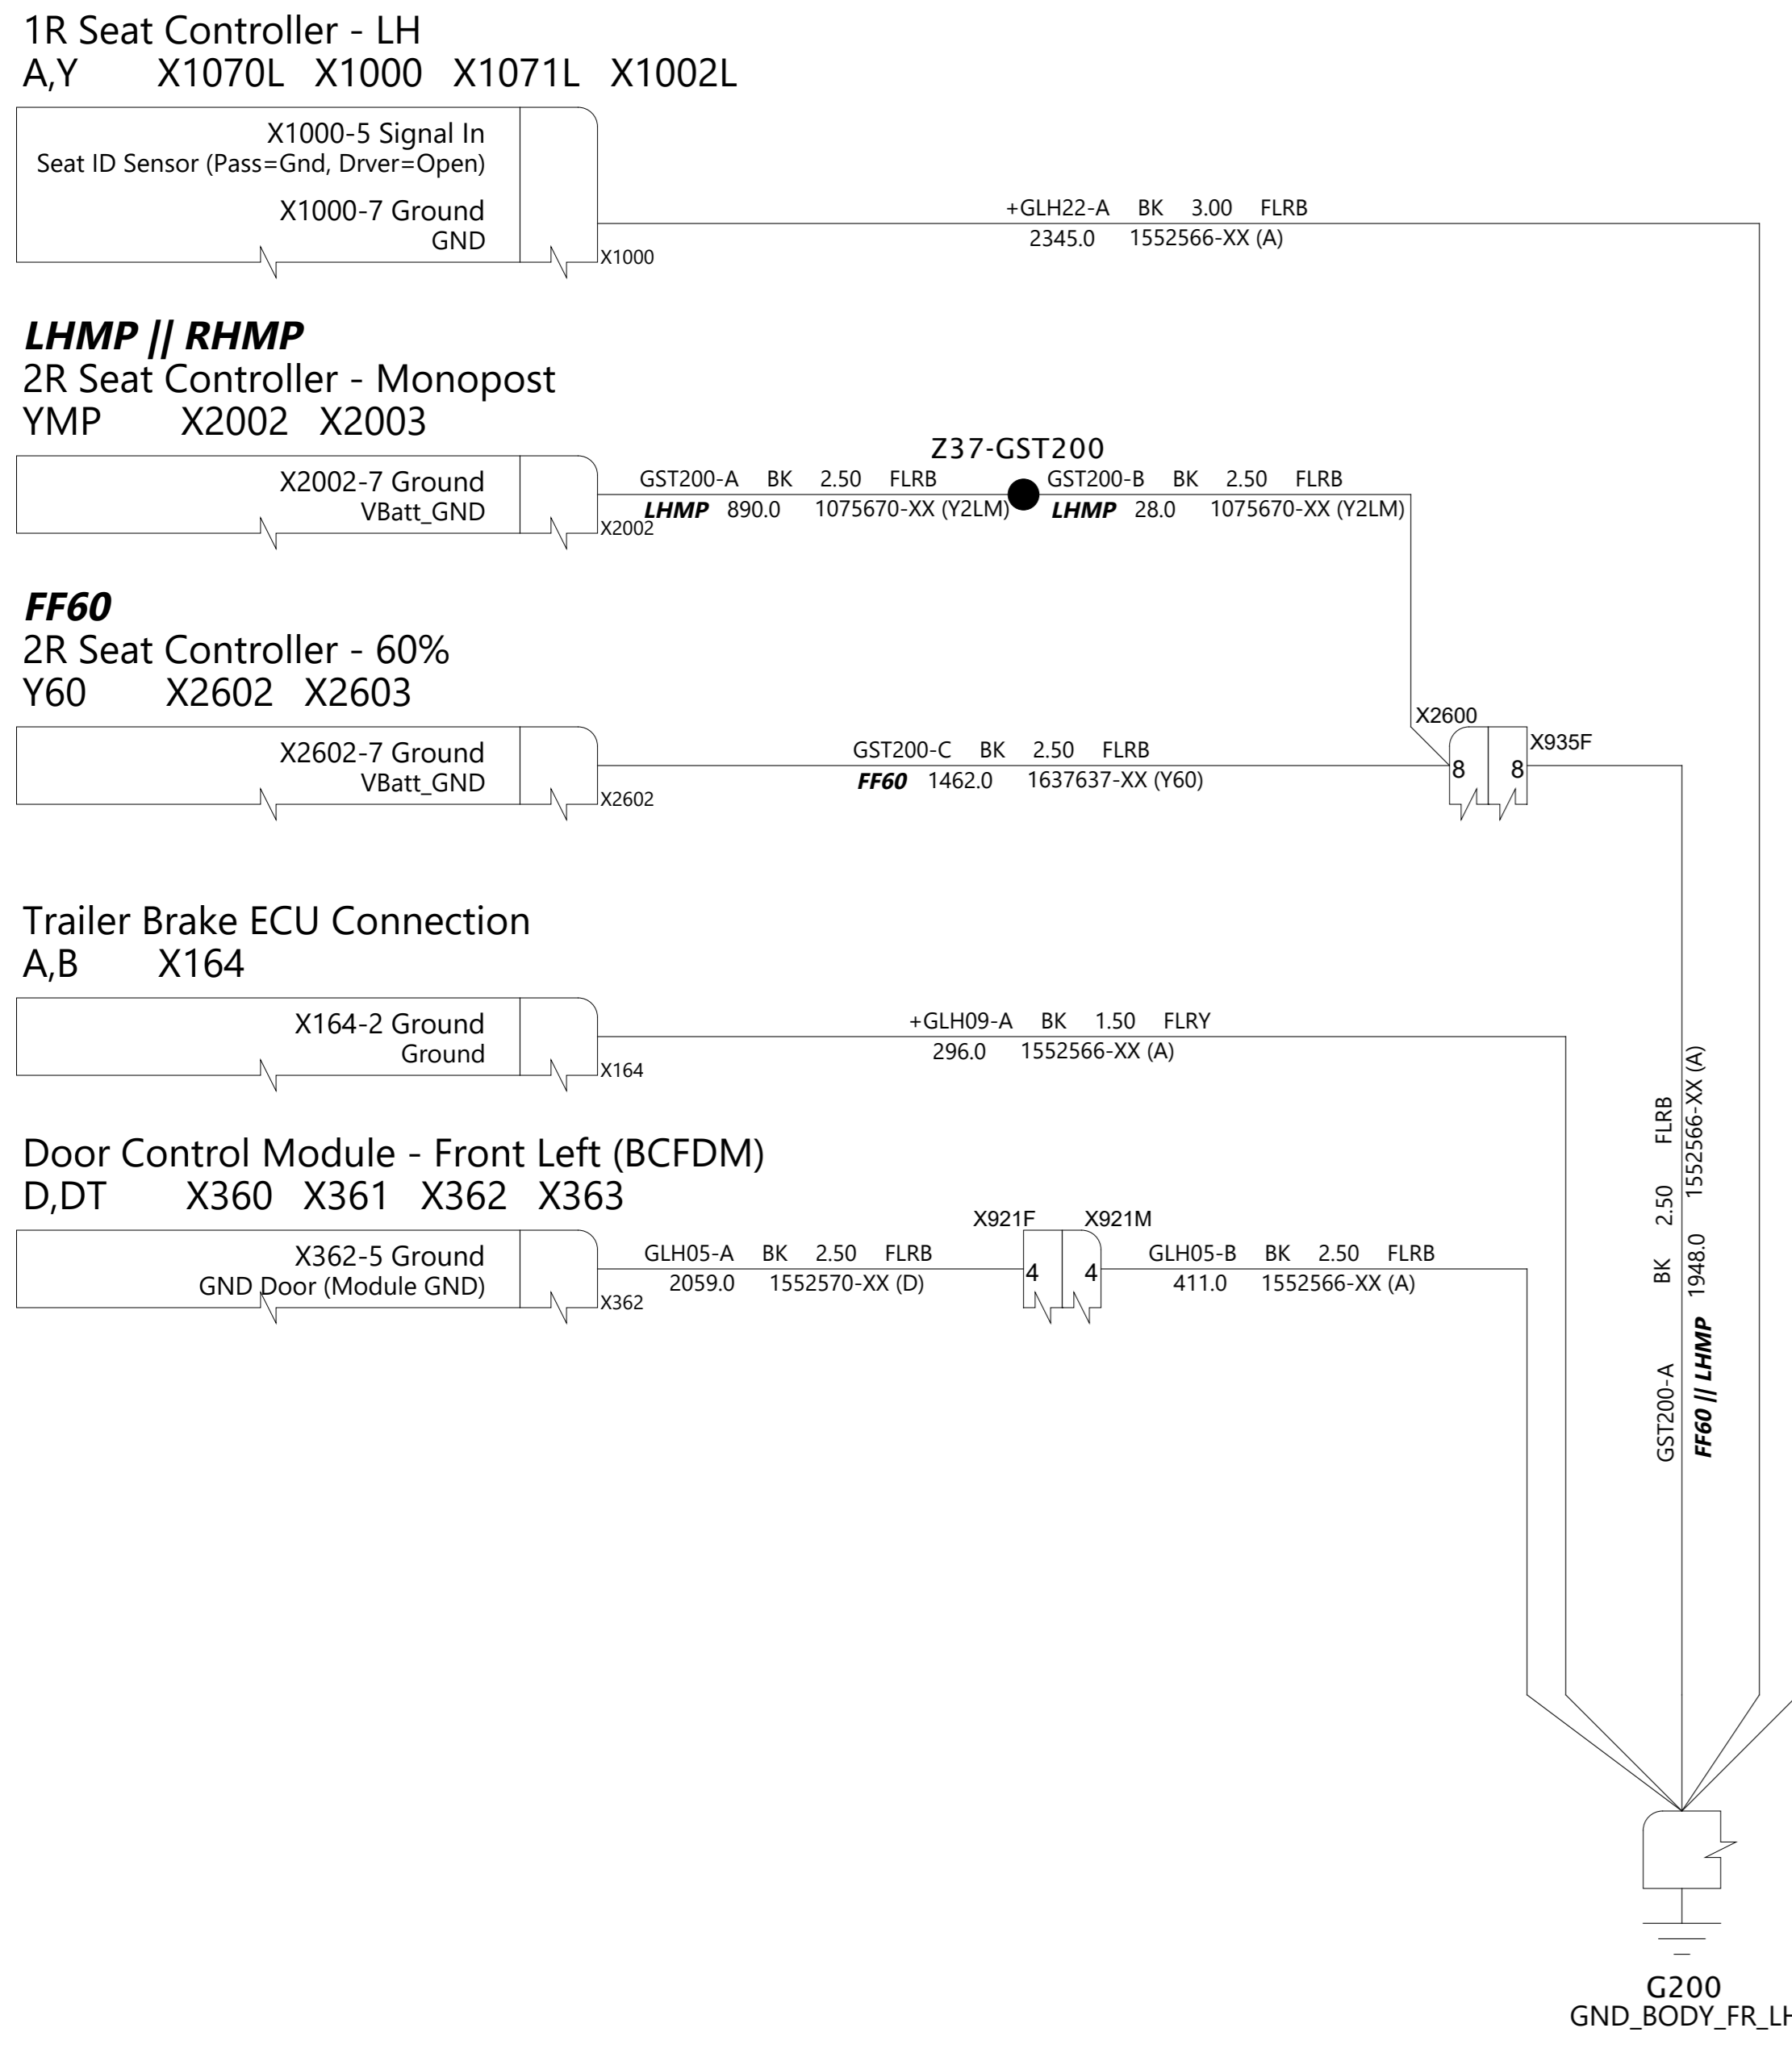 1R Seat Controller - LH
A,Y X1070L X1000 X1071L X1002L
X1000-5 Signal In
Seat ID Sensor (Pass=Gnd, Drver=Open)
X1000-7 Ground
GND
X1000
+GLH22-A BK 3.00 FLRB
2345.0 1552566-XX (A)
LHMP || RHMP
2R Seat Controller - Monopost
YMP X2002 X2003
X2002-7 Ground
VBatt_GND
X2002
GST200-A BK 2.50 FLRB
LHMP 890.0 1075670-XX (Y2LM)
Z37-GST200
GST200-B BK 2.50 FLRB
LHMP 28.0 1075670-XX (Y2LM)
FF60
2R Seat Controller - 60%
Y60 X2602 X2603
X2602-7 Ground
VBatt_GND
X2602
GST200-C BK 2.50 FLRB
FF60 1462.0 1637637-XX (Y60)
X2600
8
8
X935F
Trailer Brake ECU Connection
A,B X164
X164-2 Ground
Ground
X164
+GLH09-A BK 1.50 FLRY
296.0 1552566-XX (A)
Door Control Module - Front Left (BCFDM)
D,DT X360 X361 X362 X363
X362-5 Ground
GND Door (Module GND)
X362
GLH05-A BK 2.50 FLRB
2059.0 1552570-XX (D)
X921F X921M
4 4
GLH05-B BK 2.50 FLRB
411.0 1552566-XX (A)
GST200-A BK 2.50 FLRB
FF60 || LHMP 1948.0 1552566-XX (A)
G200
GND_BODY_FR_LH